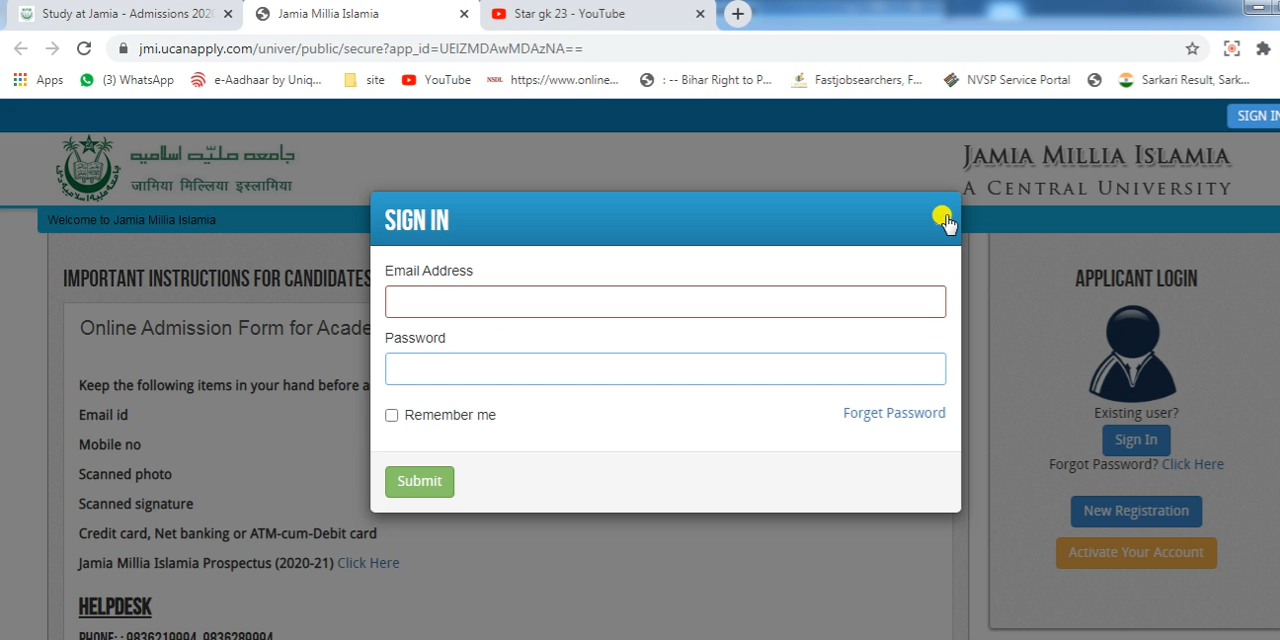 Study at Jamia - Admissions 202
Jamia Millia Islamia
Star gk 23 - YouTube
jmi.ucanapply.com/univer/public/secure?app_id=UElZMDAwMDAzNA==
Apps
(3) WhatsApp
e-Aadhaar by Uniq...
site
YouTube
NSDL https://www.online...
: -- Bihar Right to P...
Fastjobsearchers, F...
NVSP Service Portal
Sarkari Result, Sark...
SIGN IN
جامعہ ملیّہ اسلامیہ
जामिया मिल्लिया इस्लामिया
JAMIA MILLIA ISLAMIA
A CENTRAL UNIVERSITY
Welcome to Jamia Millia Islamia
SIGN IN
Email Address
Password
Remember me
Forget Password
Submit
IMPORTANT INSTRUCTIONS FOR CANDIDATES
Online Admission Form for Acade
Keep the following items in your hand before a
Email id
Mobile no
Scanned photo
Scanned signature
Credit card, Net banking or ATM-cum-Debit card
Jamia Millia Islamia Prospectus (2020-21) Click Here
HELPDESK
PHONE: : 9836219994, 9836289994
APPLICANT LOGIN
Existing user?
Sign In
Forgot Password? Click Here
New Registration
Activate Your Account